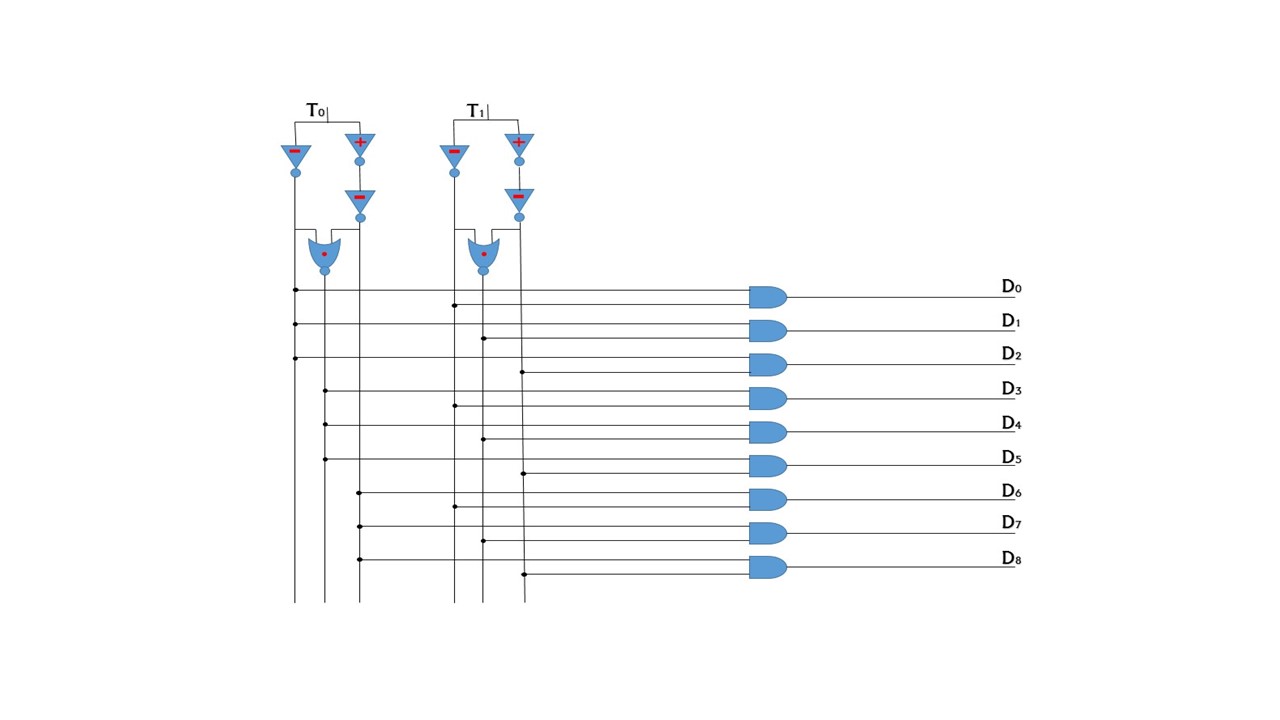 T₀ T₁
− + − +
− −
D₀
D₁
D₂
D₃
D₄
D₅
D₆
D₇
D₈